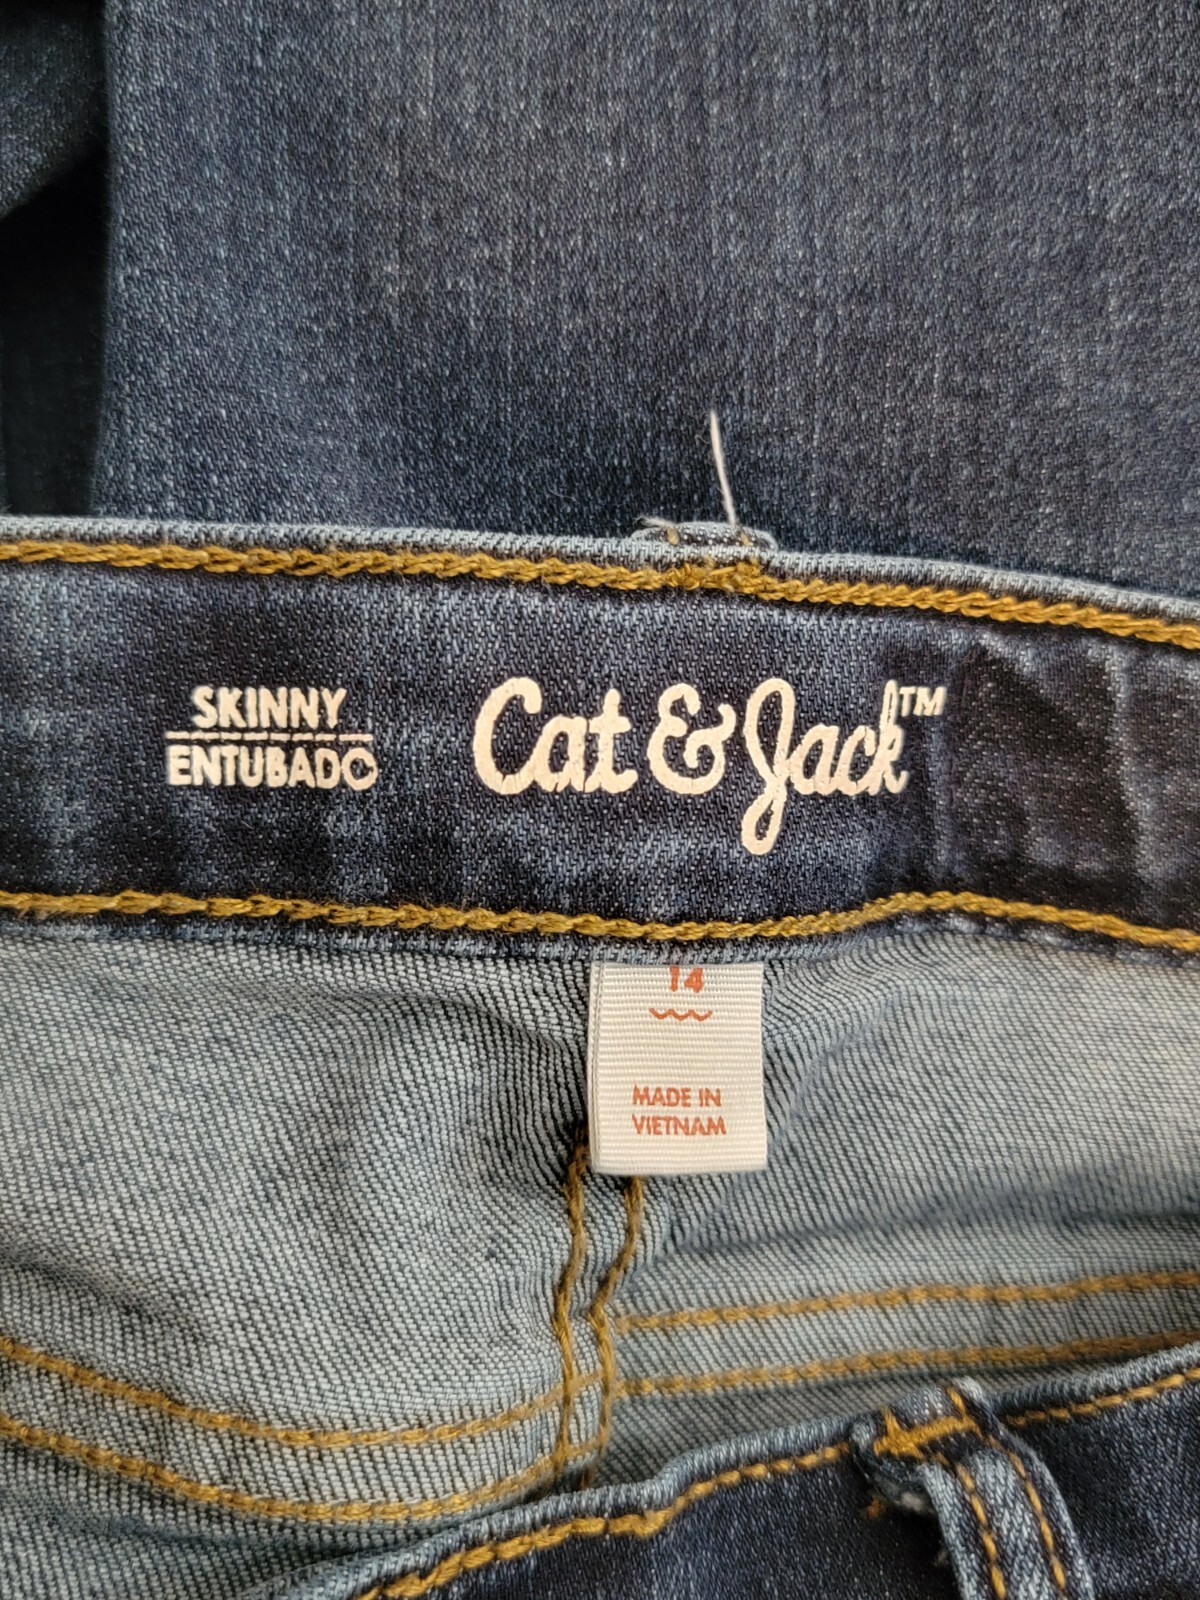 SKINNY
ENTUBADO
Cat & Jack™
14
MADE IN
VIETNAM